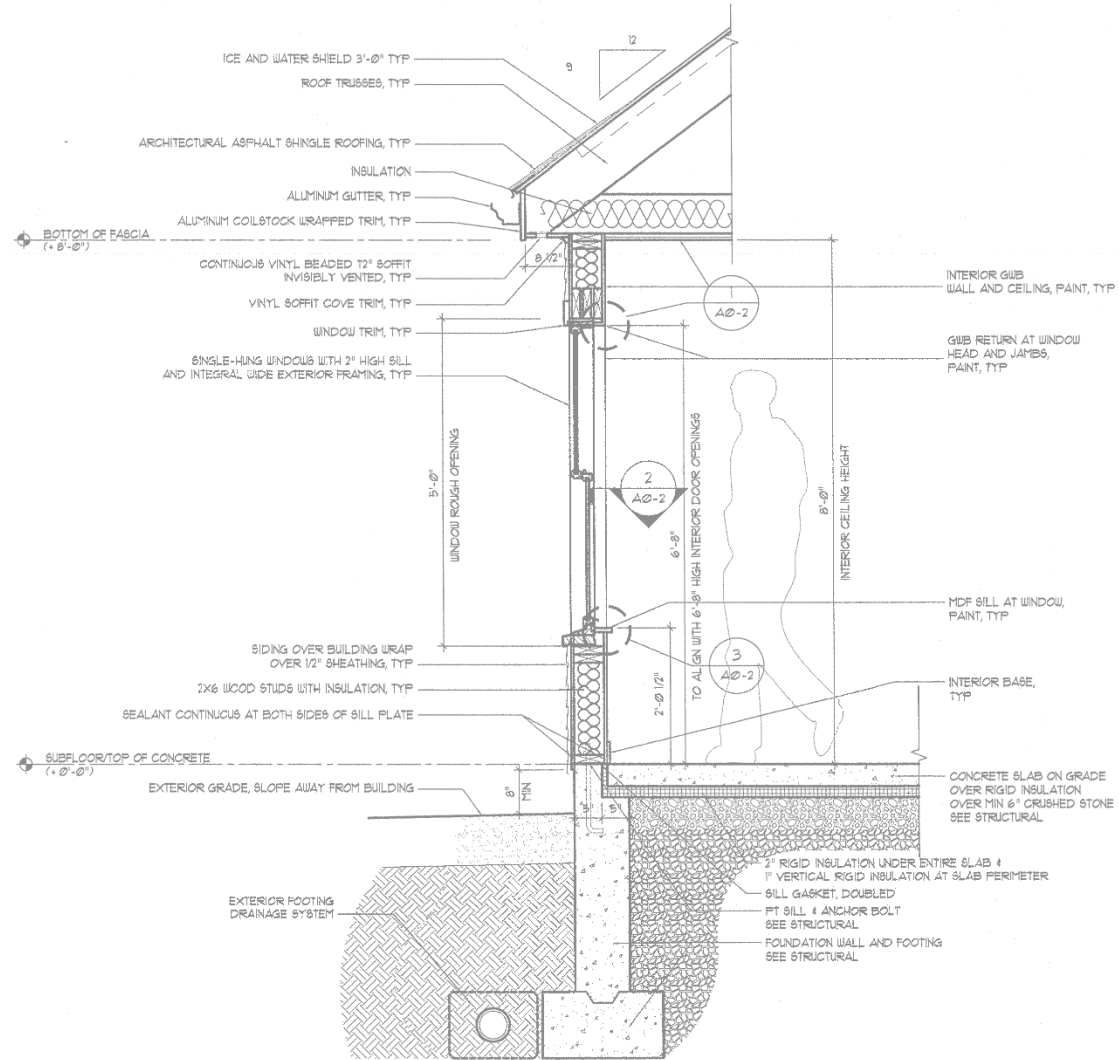 12
9
ICE AND WATER SHIELD 3'-0" TYP
ROOF TRUSSES, TYP
ARCHITECTURAL ASPHALT SHINGLE ROOFING, TYP
INSULATION
ALUMINUM GUTTER, TYP
ALUMINUM COILSTOCK WRAPPED TRIM, TYP
BOTTOM OF FASCIA
(+ 8'-0")
8 1/2"
CONTINUOUS VINYL BEADED T2" SOFFIT
INVISIBLY VENTED, TYP
VINYL SOFFIT COVE TRIM, TYP
WINDOW TRIM, TYP
SINGLE-HUNG WINDOWS WITH 2" HIGH SILL
AND INTEGRAL WIDE EXTERIOR FRAMING, TYP
A0-2
INTERIOR GWB
WALL AND CEILING, PAINT, TYP
GWB RETURN AT WINDOW
HEAD AND JAMBS,
PAINT, TYP
5'-0"
WINDOW ROUGH OPENING
2
A0-2
6'-8"
TO ALIGN WITH 6'-8" HIGH INTERIOR DOOR OPENINGS
8'-0"
INTERIOR CEILING HEIGHT
MDF SILL AT WINDOW,
PAINT, TYP
SIDING OVER BUILDING WRAP
OVER 1/2" SHEATHING, TYP
2X6 WOOD STUDS WITH INSULATION, TYP
SEALANT CONTINUOUS AT BOTH SIDES OF SILL PLATE
2'-0 1/2"
3
A0-2
INTERIOR BASE,
TYP
SUBFLOOR/TOP OF CONCRETE
(+ 0'-0")
EXTERIOR GRADE, SLOPE AWAY FROM BUILDING
8"
MIN
CONCRETE SLAB ON GRADE
OVER RIGID INSULATION
OVER MIN 6" CRUSHED STONE
SEE STRUCTURAL
2" RIGID INSULATION UNDER ENTIRE SLAB &
1" VERTICAL RIGID INSULATION AT SLAB PERIMETER
SILL GASKET, DOUBLED
PT SILL & ANCHOR BOLT
SEE STRUCTURAL
FOUNDATION WALL AND FOOTING
SEE STRUCTURAL
EXTERIOR FOOTING
DRAINAGE SYSTEM